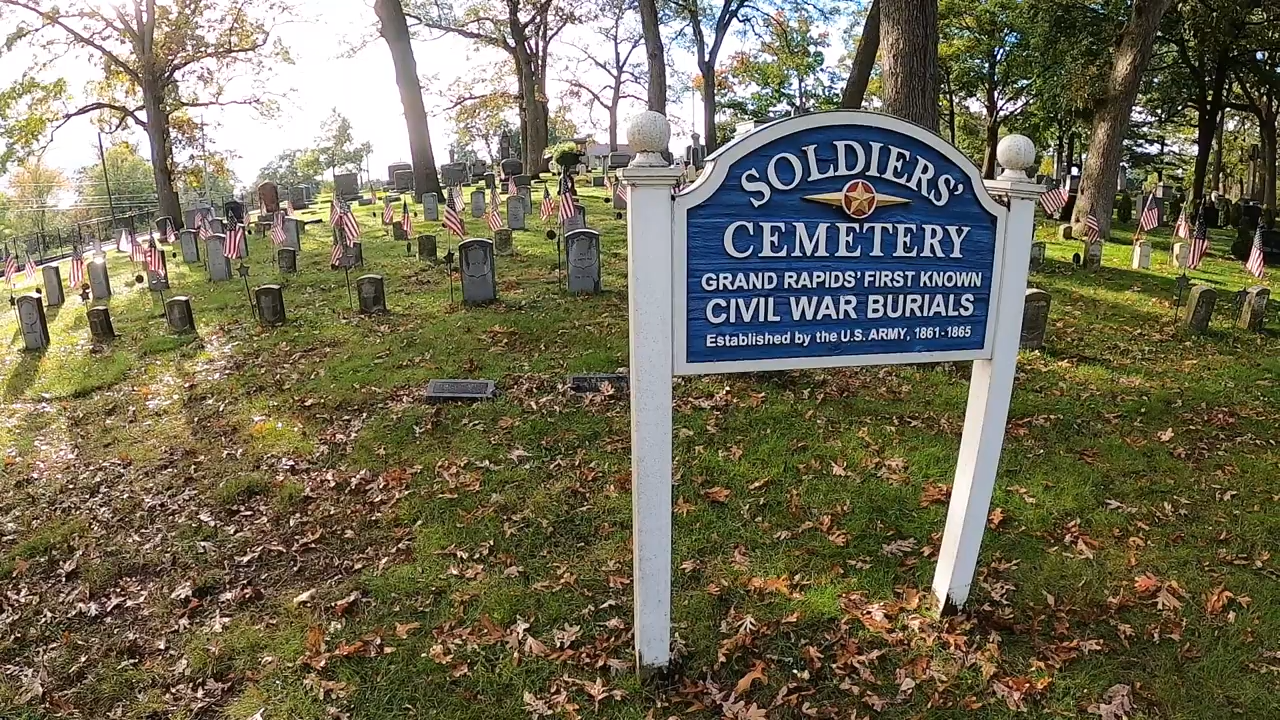 SOLDIERS'
CEMETERY
GRAND RAPIDS' FIRST KNOWN
CIVIL WAR BURIALS
Established by the U.S. ARMY, 1861-1865